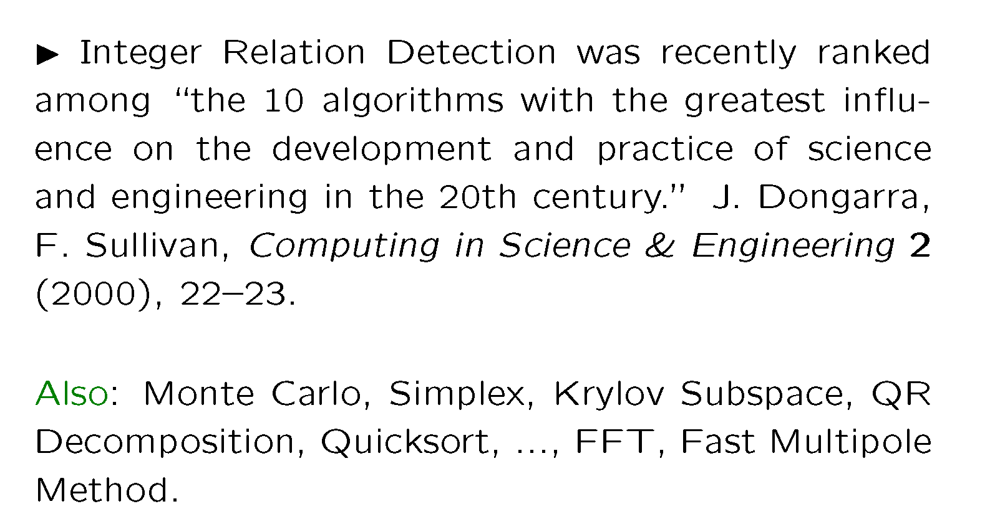 ► Integer Relation Detection was recently ranked
among “the 10 algorithms with the greatest influ-
ence on the development and practice of science
and engineering in the 20th century.” J. Dongarra,
F. Sullivan, Computing in Science & Engineering 2
(2000), 22–23.
Also: Monte Carlo, Simplex, Krylov Subspace, QR
Decomposition, Quicksort, ..., FFT, Fast Multipole
Method.